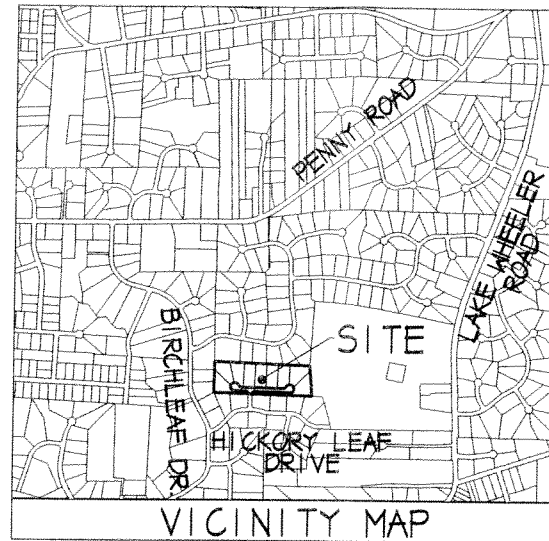 PENNY ROAD
LAKE WHEELER
ROAD
SITE
BIRCHLEAF DR.
HICKORY LEAF
DRIVE
VICINITY MAP